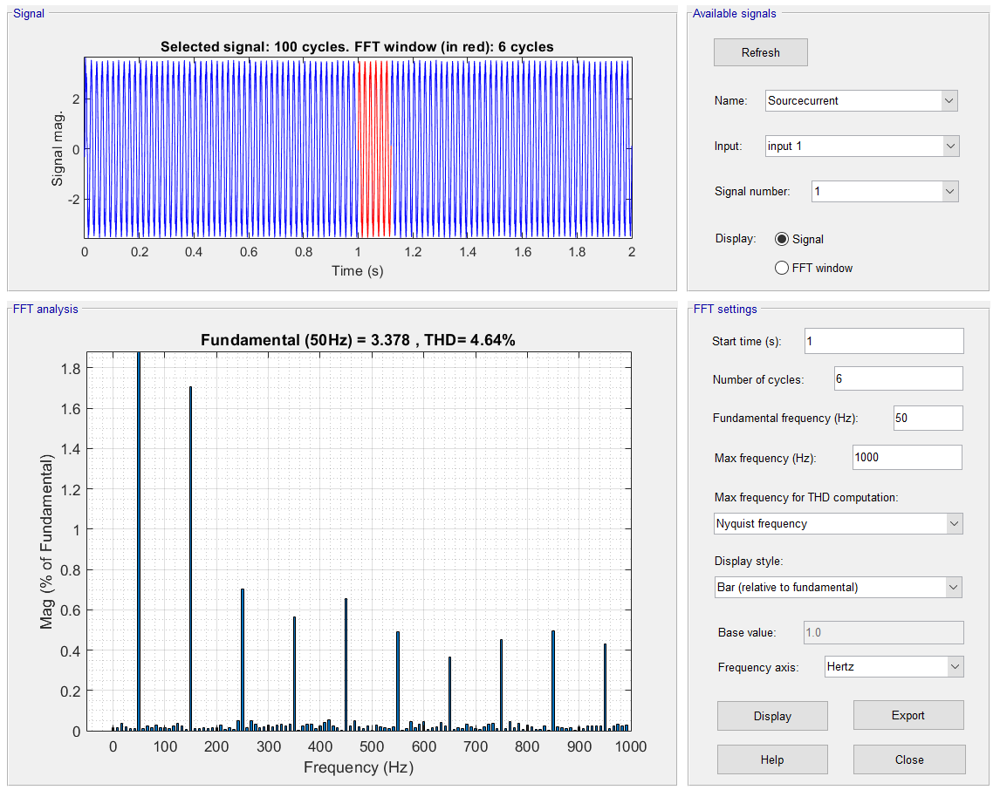 Signal
Selected signal: 100 cycles. FFT window (in red): 6 cycles
2
0
-2
Signal mag.
0 0.2 0.4 0.6 0.8 1 1.2 1.4 1.6 1.8 2
Time (s)
Available signals
Refresh
Name: Sourcecurrent
Input: input 1
Signal number: 1
Display: Signal
FFT window
FFT analysis
Fundamental (50Hz) = 3.378 , THD= 4.64%
1.8
1.6
1.4
1.2
1
0.8
0.6
0.4
0.2
0
Mag (% of Fundamental)
0 100 200 300 400 500 600 700 800 900 1000
Frequency (Hz)
FFT settings
Start time (s): 1
Number of cycles: 6
Fundamental frequency (Hz): 50
Max frequency (Hz): 1000
Max frequency for THD computation:
Nyquist frequency
Display style:
Bar (relative to fundamental)
Base value: 1.0
Frequency axis: Hertz
Display Export
Help Close